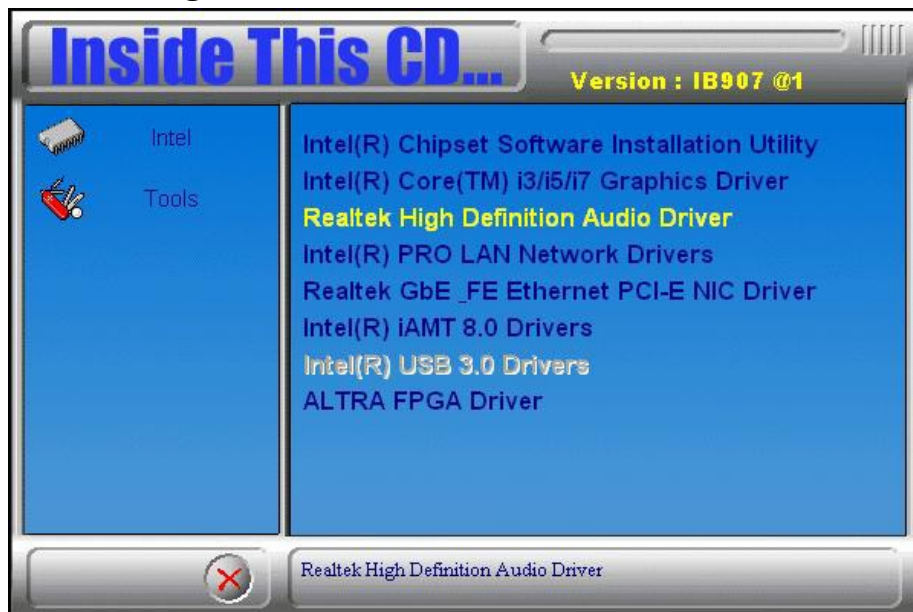 Inside This CD...
Version : IB907 @1
Intel
Tools
Intel(R) Chipset Software Installation Utility
Intel(R) Core(TM) i3/i5/i7 Graphics Driver
Realtek High Definition Audio Driver
Intel(R) PRO LAN Network Drivers
Realtek GbE _FE Ethernet PCI-E NIC Driver
Intel(R) iAMT 8.0 Drivers
Intel(R) USB 3.0 Drivers
ALTRA FPGA Driver
Realtek High Definition Audio Driver